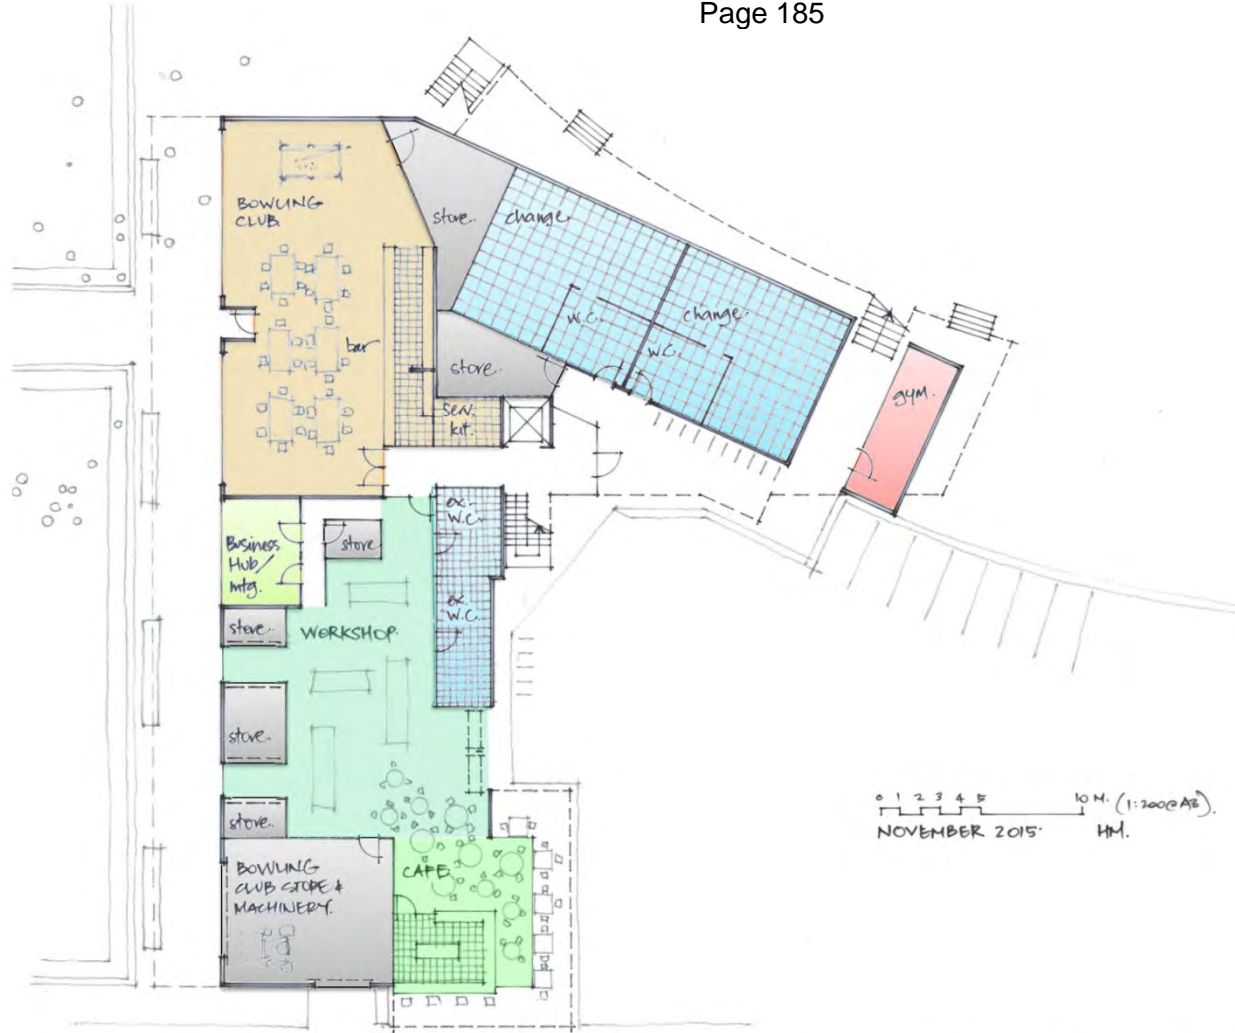 Page 185
BOWLING
CLUB
store..
change.
w.c.
change.
W.C.
bar
store..
serv.
kit.
gym.
ex.
W.C.
Business
Hub/
mtg.
store
ex.
W.C.
store..
WORKSHOP.
store..
store..
0 1 2 3 4 5 10 M. (1:200@A3).
NOVEMBER 2015. HM.
BOWLING
CLUB STORE &
MACHINERY.
CAFE